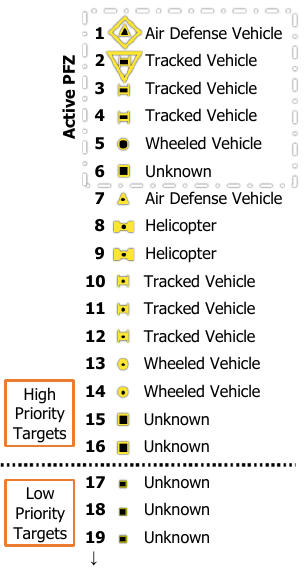 Active PFZ
1 Air Defense Vehicle
2 Tracked Vehicle
3 Tracked Vehicle
4 Tracked Vehicle
5 Wheeled Vehicle
6 Unknown
7 Air Defense Vehicle
8 Helicopter
9 Helicopter
10 Tracked Vehicle
11 Tracked Vehicle
12 Tracked Vehicle
13 Wheeled Vehicle
14 Wheeled Vehicle
15 Unknown
16 Unknown
High
Priority
Targets
17 Unknown
18 Unknown
19 Unknown
↓
Low
Priority
Targets